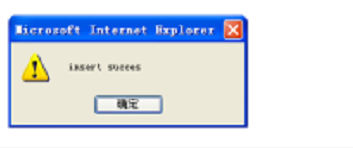 Microsoft Internet Explorer
insert succes
确定